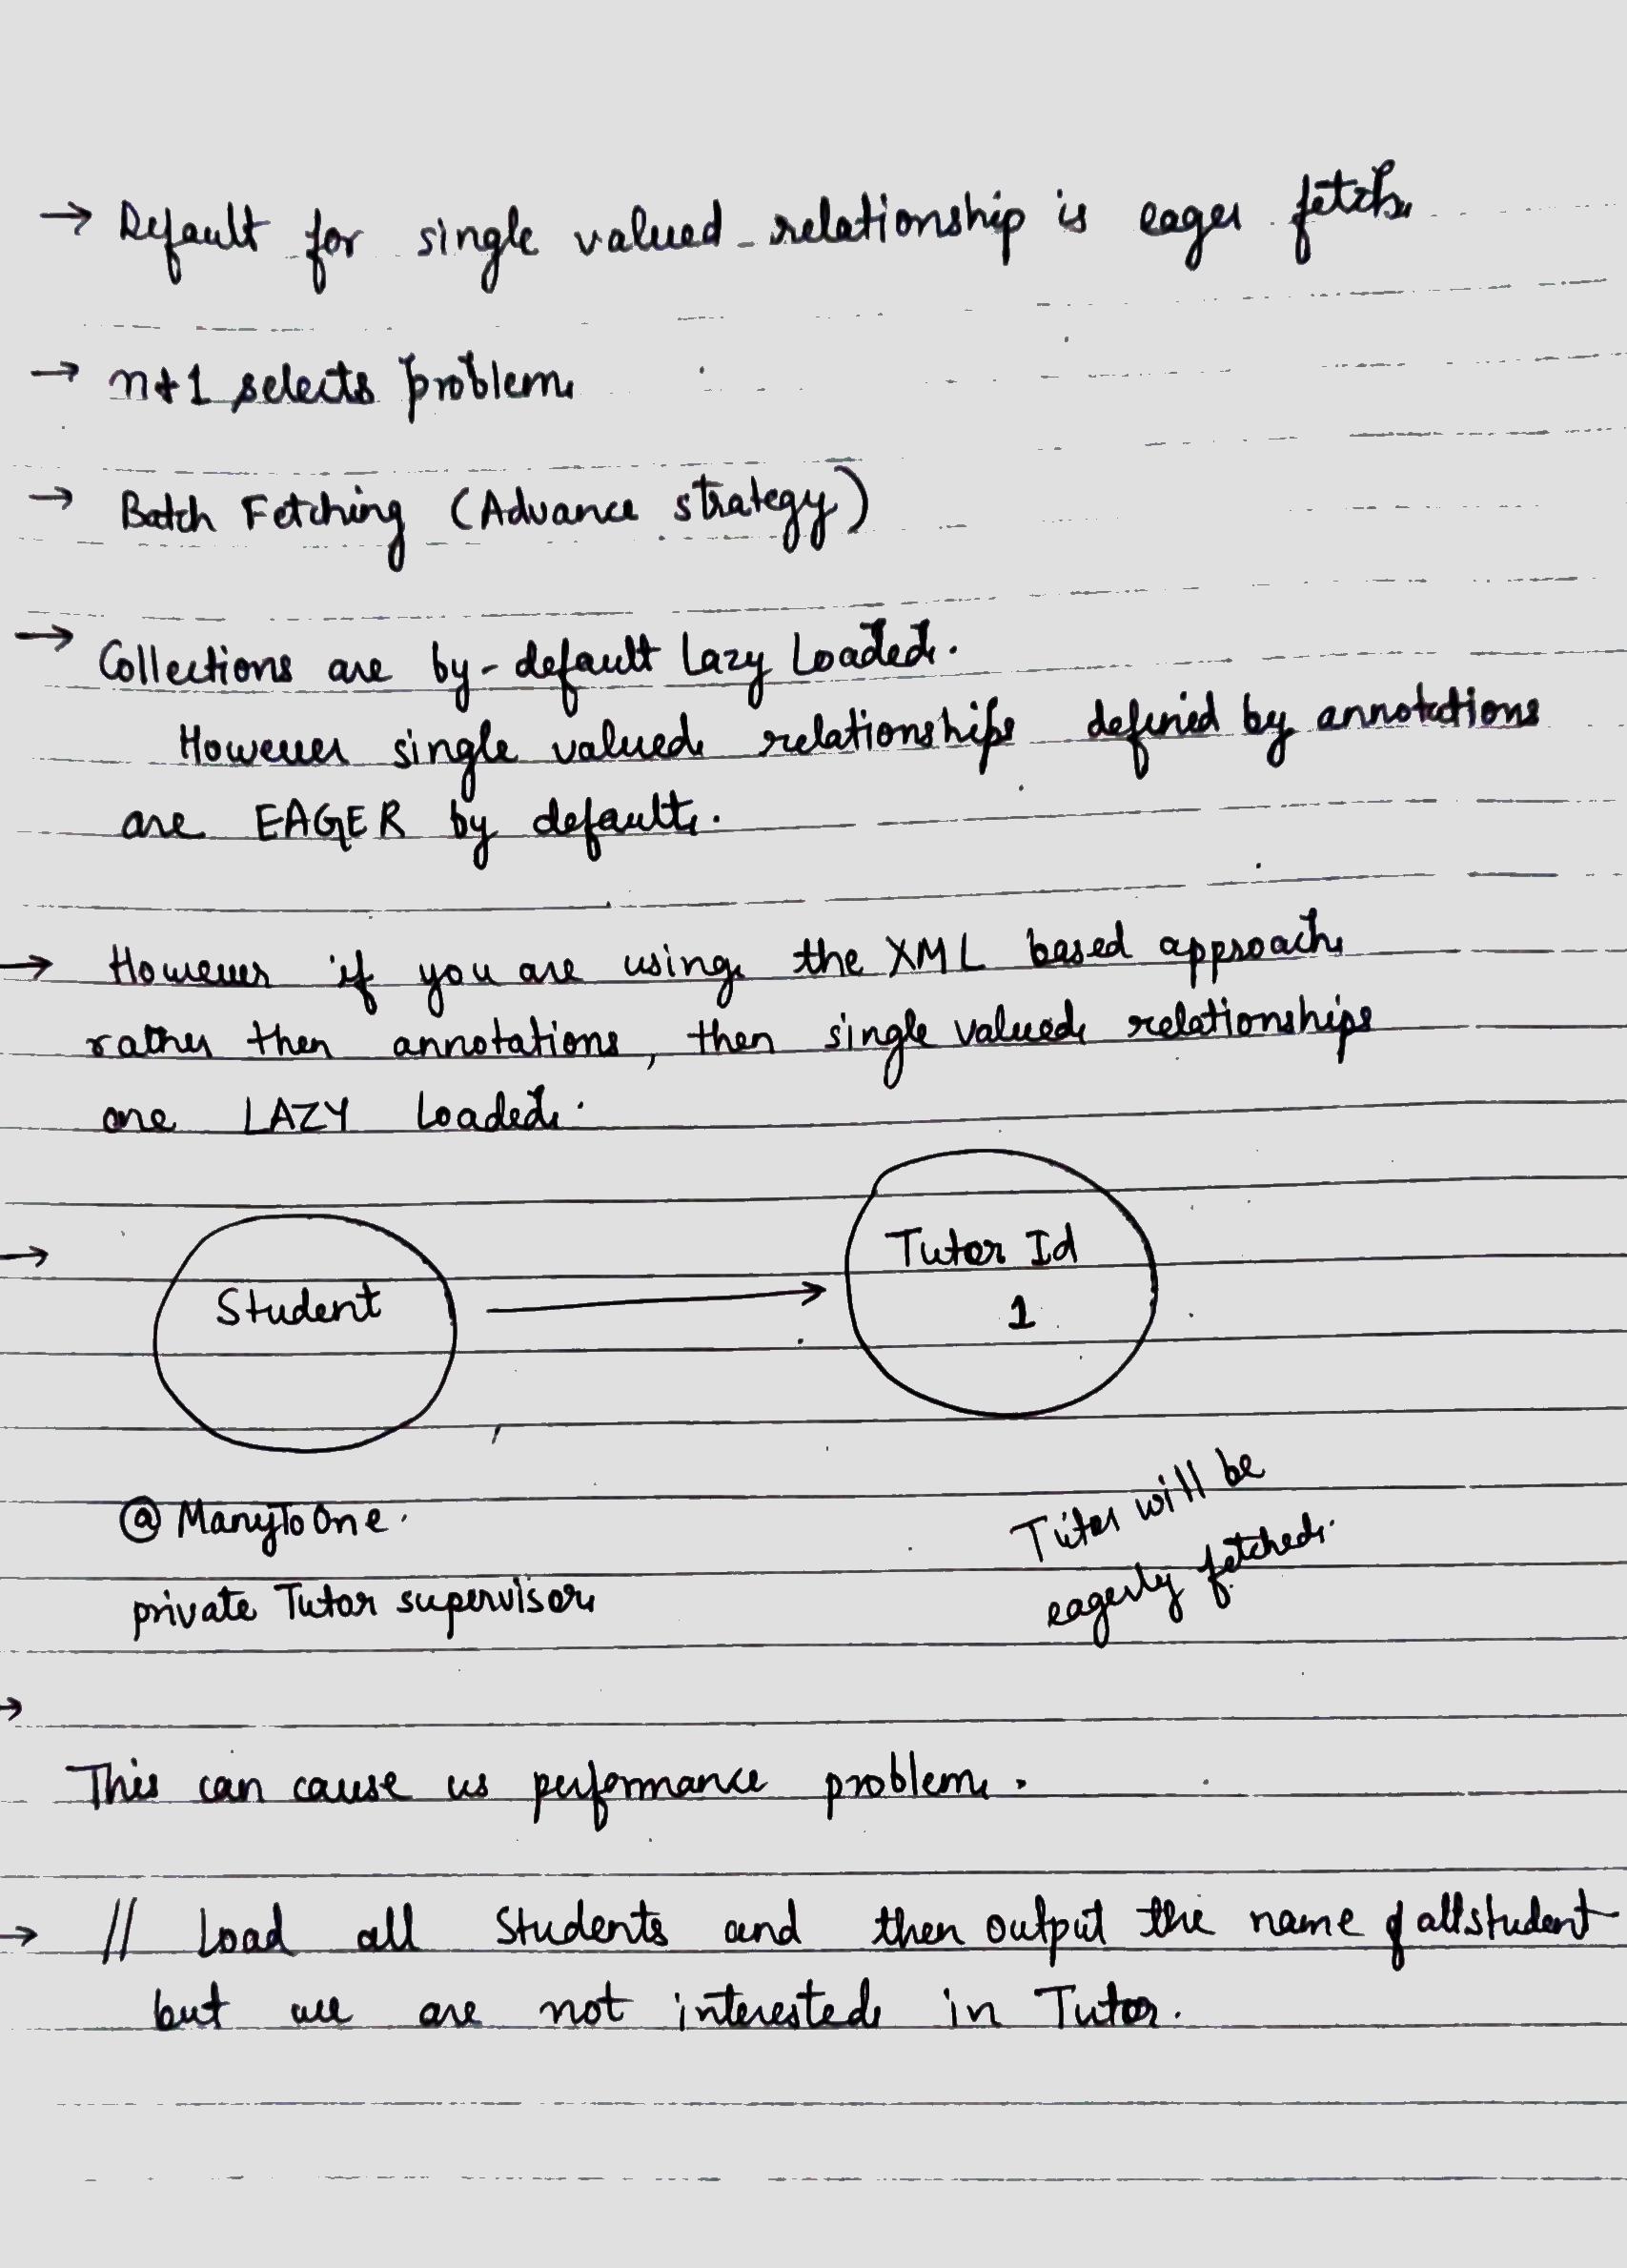 → Default for single valued relationship is eager fetch.
→ n+1 selects problem
→ Batch Fetching (Advance strategy)
→ Collections are by-default Lazy Loaded.
However single valued relationships defined by annotations
are EAGER by default.
→ However if you are using the XML based approach
rather then annotations, then single valued relationships
are LAZY Loaded.
→ Student → Tutor Id
1
@ManyToOne
private Tutor supervisor
Tutor will be
eagerly fetched.
→
This can cause us performance problem.
→ // Load all Students and then output the name of all student
but we are not interested in Tutor.